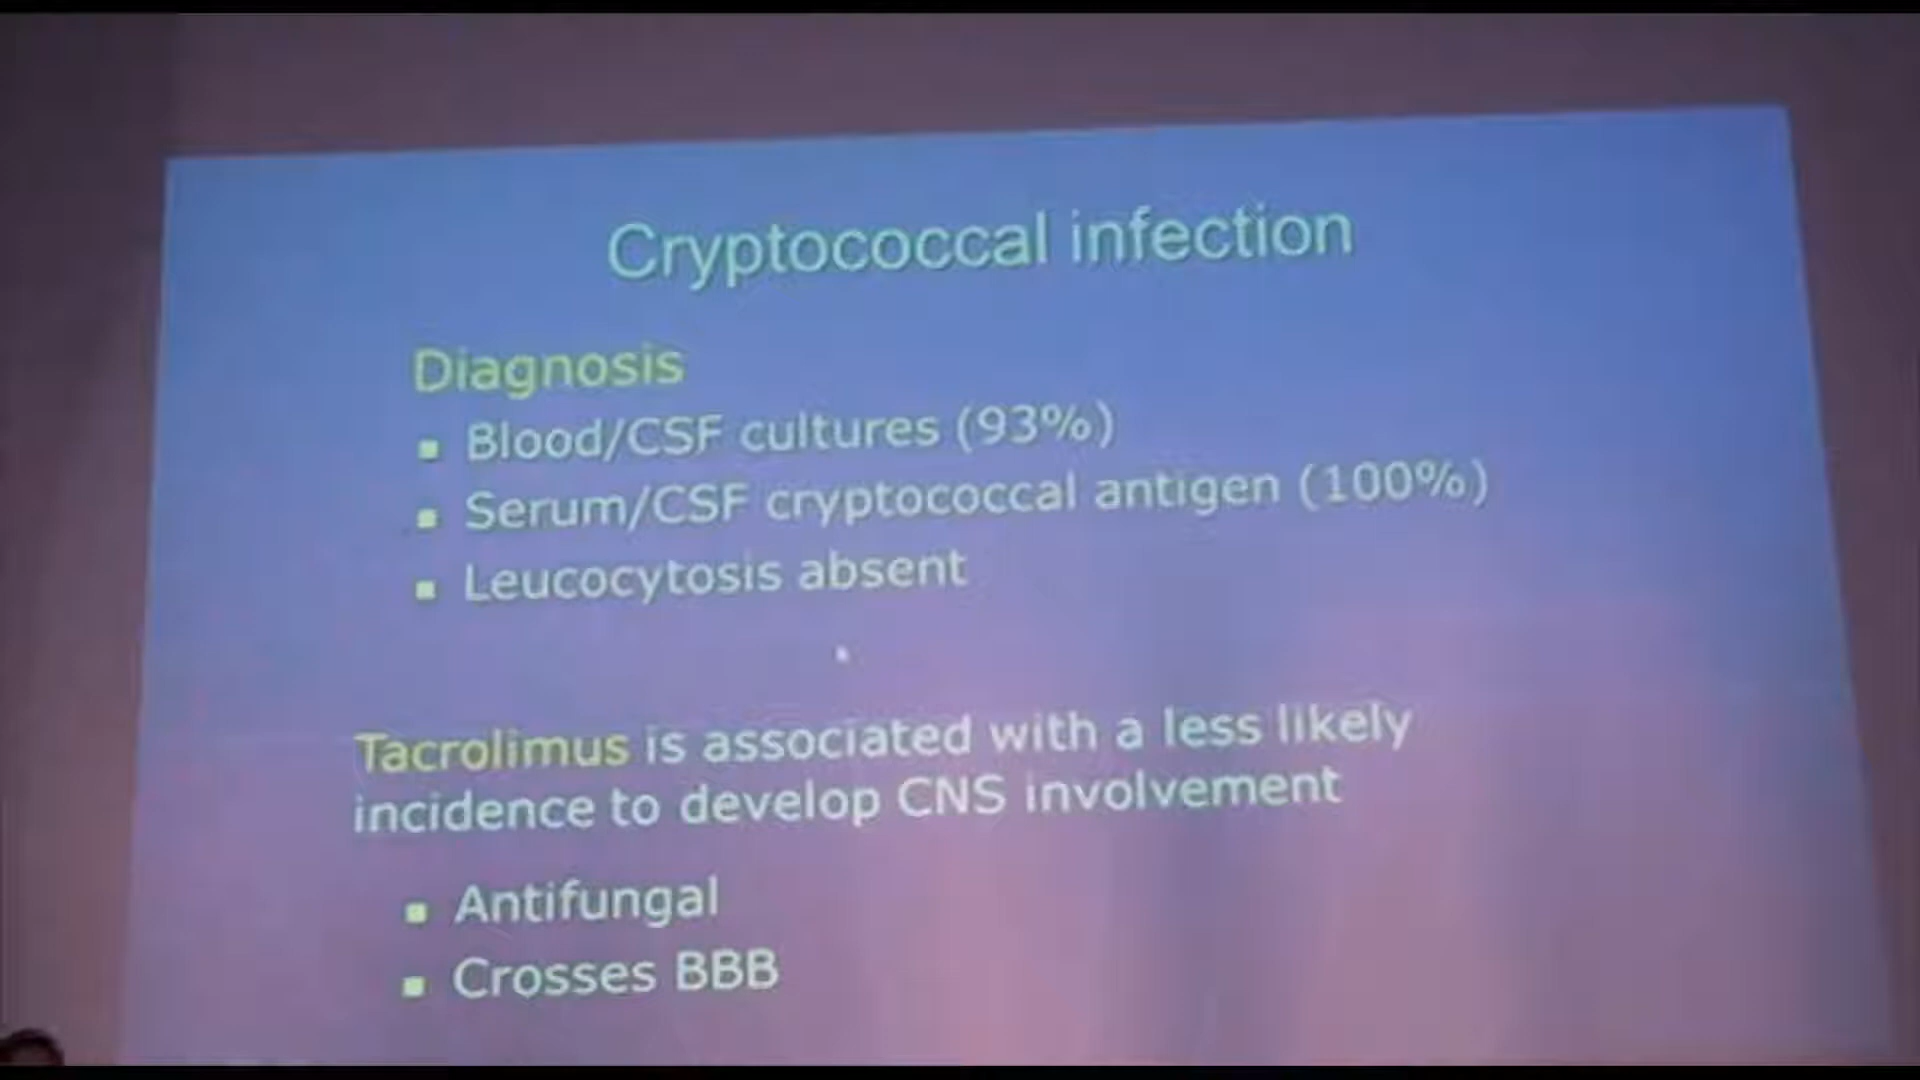 Cryptococcal infection
Diagnosis
▪ Blood/CSF cultures (93%)
▪ Serum/CSF cryptococcal antigen (100%)
▪ Leucocytosis absent
Tacrolimus is associated with a less likely
incidence to develop CNS involvement
▪ Antifungal
▪ Crosses BBB